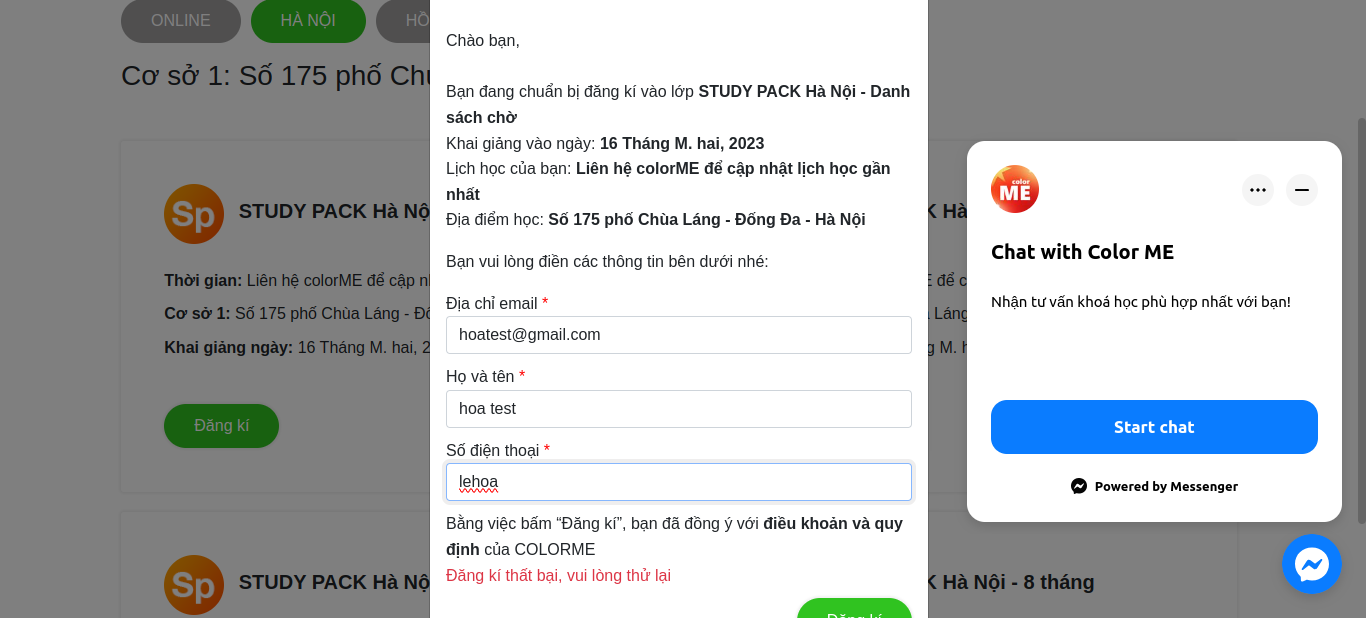 ONLINE
HÀ NỘI
HỒ
Cơ sở 1: Số 175 phố Chù
Sp
STUDY PACK Hà Nộ
Thời gian: Liên hệ colorME để cập nh
Cơ sở 1: Số 175 phố Chùa Láng - Đố
Khai giảng ngày: 16 Tháng M. hai, 2
Đăng kí
Sp
STUDY PACK Hà Nộ
Chào bạn,
Bạn đang chuẩn bị đăng kí vào lớp STUDY PACK Hà Nội - Danh
sách chờ
Khai giảng vào ngày: 16 Tháng M. hai, 2023
Lịch học của bạn: Liên hệ colorME để cập nhật lịch học gần
nhất
Địa điểm học: Số 175 phố Chùa Láng - Đống Đa - Hà Nội
Bạn vui lòng điền các thông tin bên dưới nhé:
Địa chỉ email *
hoatest@gmail.com
Họ và tên *
hoa test
Số điện thoại *
lehoa
Bằng việc bấm “Đăng kí”, bạn đã đồng ý với điều khoản và quy
định của COLORME
Đăng kí thất bại, vui lòng thử lại
Đăng kí
K Hà
E để c
Láng
g M. h
K Hà Nội - 8 tháng
color
ME
Chat with Color ME
Nhận tư vấn khoá học phù hợp nhất với bạn!
Start chat
Powered by Messenger